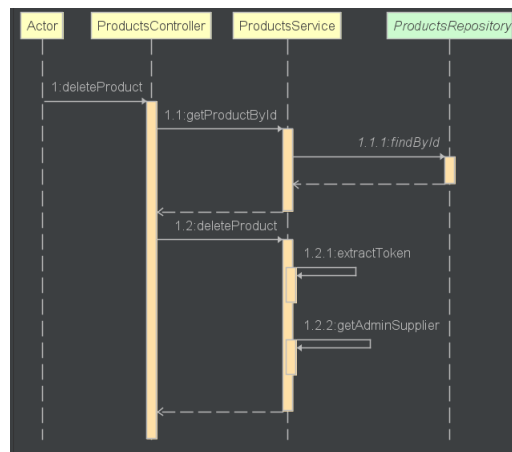 Actor
ProductsController
ProductsService
ProductsRepository
1:deleteProduct
1.1:getProductById
1.1.1:findById
1.2:deleteProduct
1.2.1:extractToken
1.2.2:getAdminSupplier